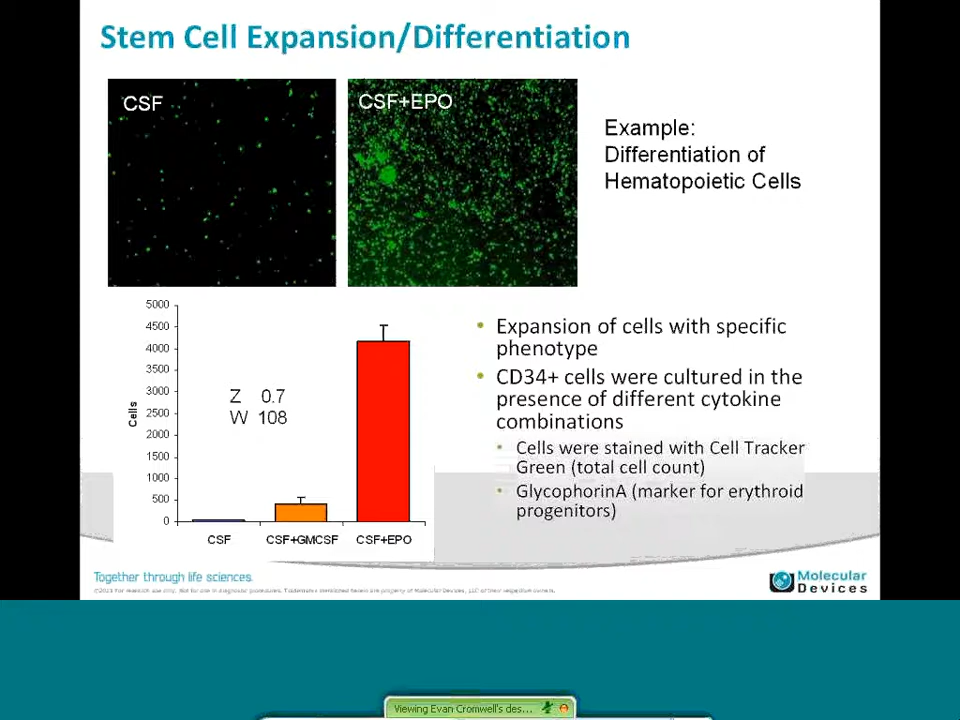 Stem Cell Expansion/Differentiation
CSF
CSF+EPO
Example:
Differentiation of
Hematopoietic Cells
5000
4500
4000
3500
3000
2500
2000
1500
1000
500
0
Cells
Z 0.7
W 108
CSF
CSF+GMCSF
CSF+EPO
• Expansion of cells with specific
phenotype
• CD34+ cells were cultured in the
presence of different cytokine
combinations
• Cells were stained with Cell Tracker
Green (total cell count)
• GlycophorinA (marker for erythroid
progenitors)
Together through life sciences.
Molecular
Devices
Viewing Evan Cromwell's des...